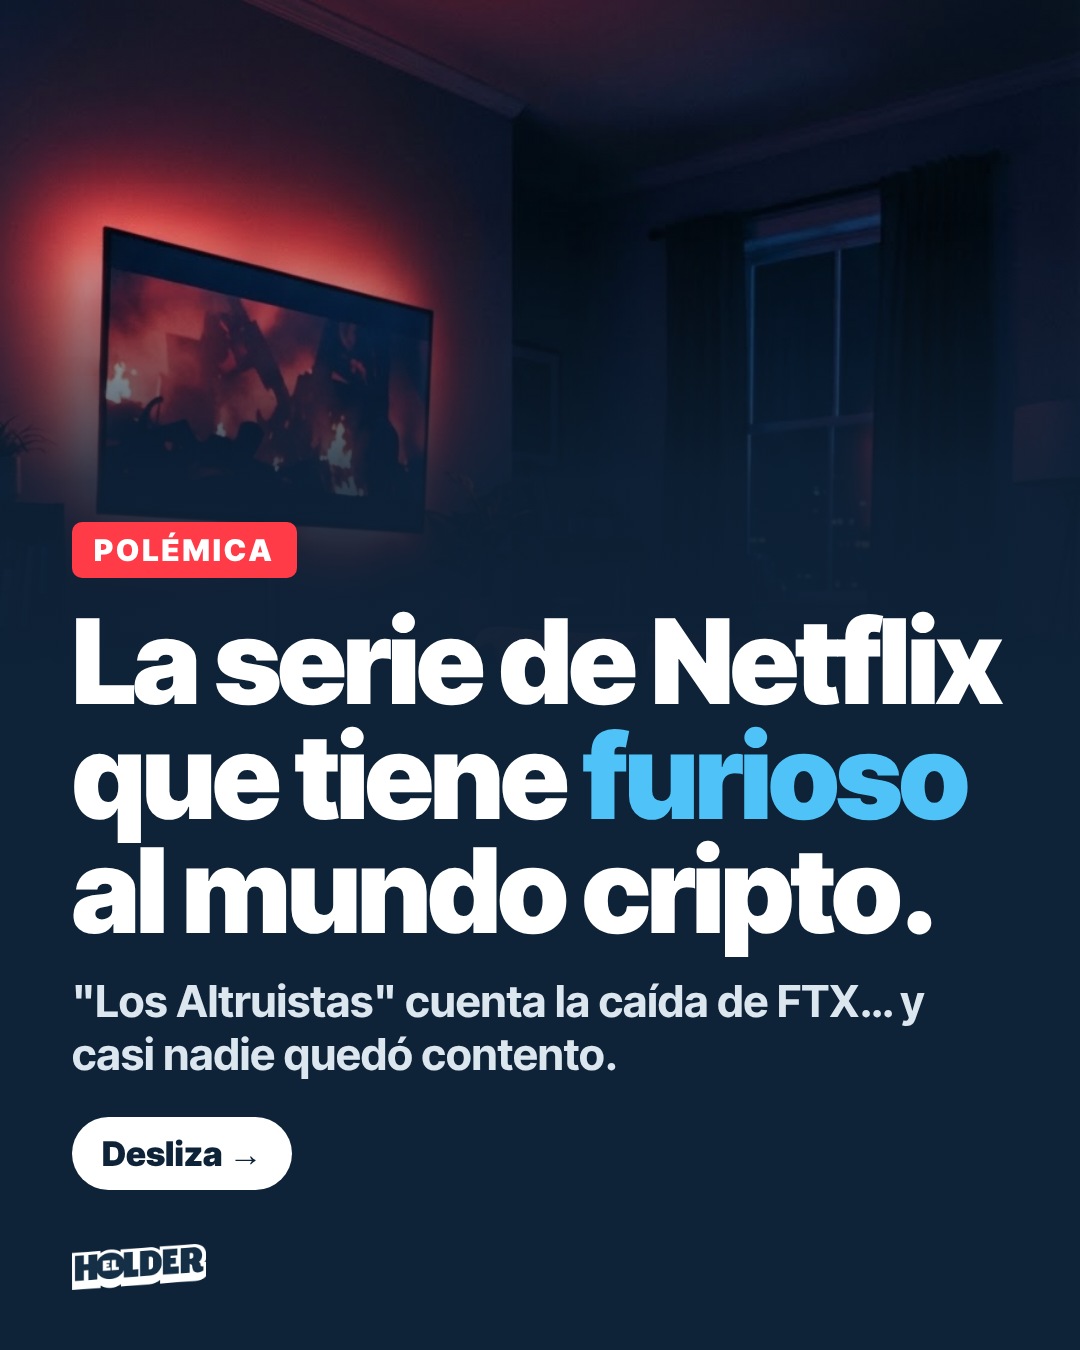 POLÉMICA
La serie de Netflix
que tiene furioso
al mundo cripto.
"Los Altruistas" cuenta la caída de FTX... y
casi nadie quedó contento.
Desliza →
EL HOLDER